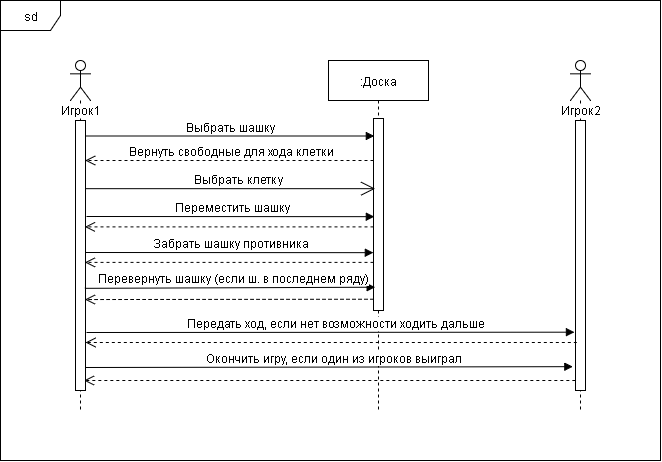 sd
:Доска
Игрок1
Игрок2
Выбрать шашку
Вернуть свободные для хода клетки
Выбрать клетку
Переместить шашку
Забрать шашку противника
Перевернуть шашку (если ш. в последнем ряду)
Передать ход, если нет возможности ходить дальше
Окончить игру, если один из игроков выиграл